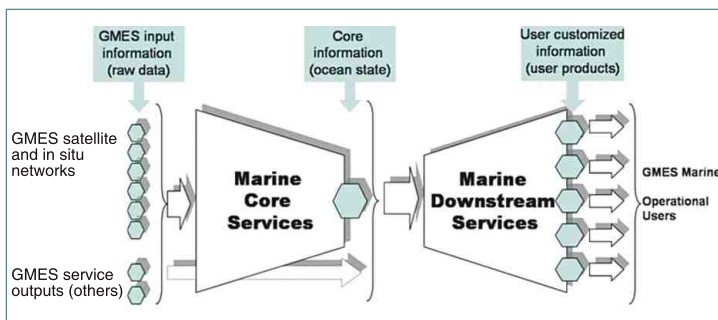 GMES input
information
(raw data)
Core
information
(ocean state)
User customized
information
(user products)
GMES satellite
and in situ
networks
Marine
Core
Services
Marine
Downstream
Services
GMES Marine
Operational
Users
GMES service
outputs (others)